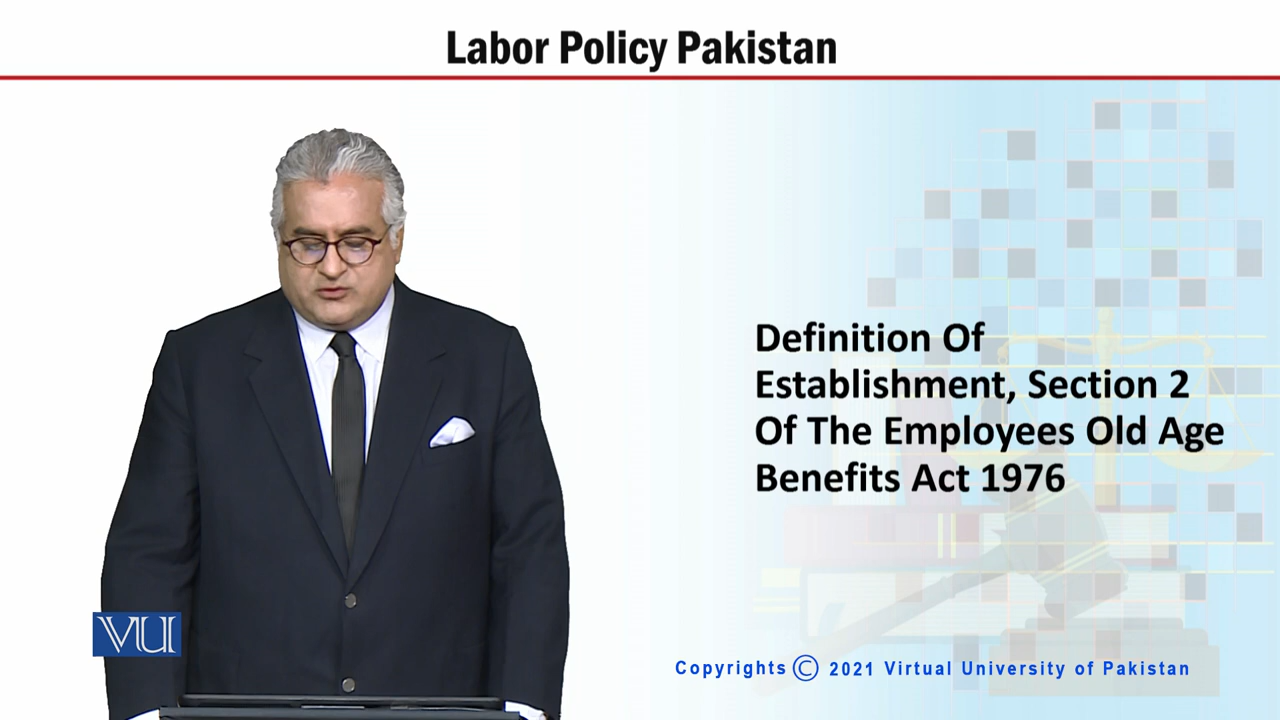 Labor Policy Pakistan
Definition Of
Establishment, Section 2
Of The Employees Old Age
Benefits Act 1976
VU
Copyrights © 2021 Virtual University of Pakistan